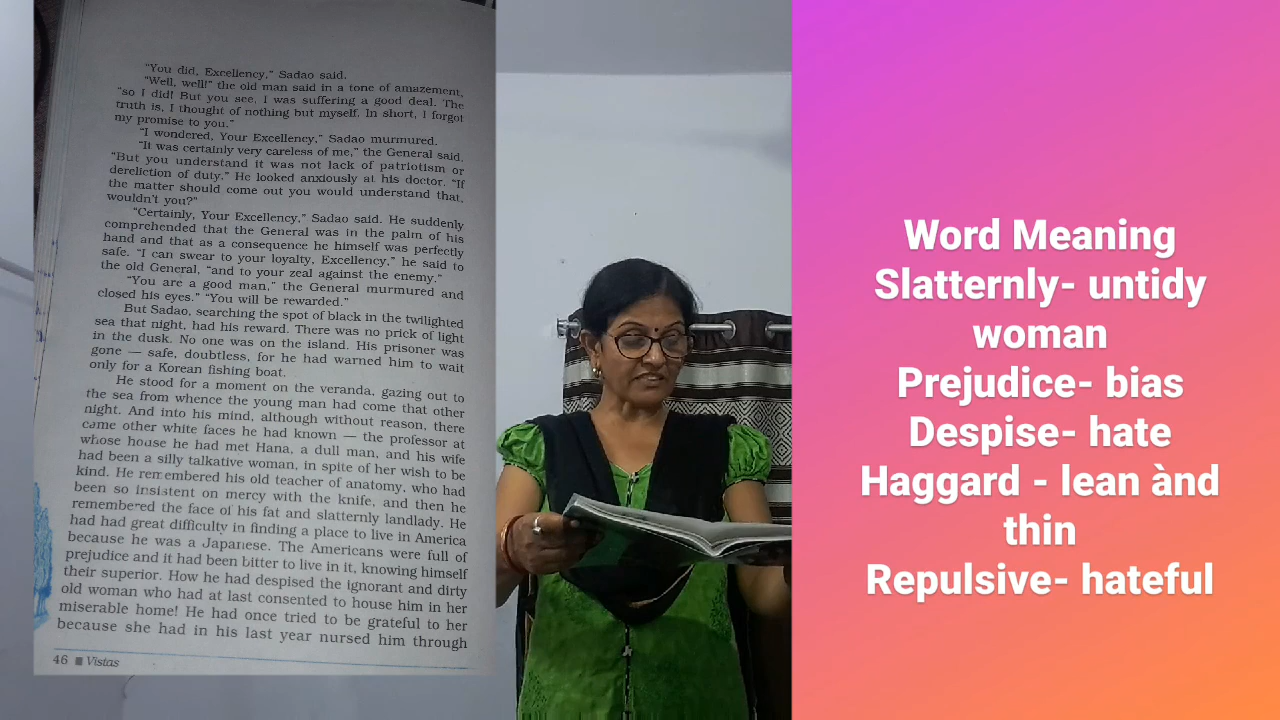 "You did, Excellency," Sadao said.
"Well, well!" the old man said in a tone of amazement,
"so I did! But you see, I was suffering a good deal. The
truth is, I thought of nothing but myself. In short, I forgot
my promise to you."
"I wondered, Your Excellency," Sadao murmured.
"It was certainly very careless of me," the General said.
"But you understand it was not lack of patriotism or
dereliction of duty." He looked anxiously at his doctor. "If
the matter should come out you would understand that,
wouldn't you?"
"Certainly, Your Excellency," Sadao said. He suddenly
comprehended that the General was in the palm of his
hand and that as a consequence he himself was perfectly
safe. "I can swear to your loyalty, Excellency," he said to
the old General, "and to your zeal against the enemy."
"You are a good man," the General murmured and
closed his eyes." "You will be rewarded."
But Sadao, searching the spot of black in the twilighted
sea that night, had his reward. There was no prick of light
in the dusk. No one was on the island. His prisoner was
gone — safe, doubtless, for he had warned him to wait
only for a Korean fishing boat.
He stood for a moment on the veranda, gazing out to
the sea from whence the young man had come that other
night. And into his mind, although without reason, there
came other white faces he had known — the professor at
whose house he had met Hana, a dull man, and his wife
had been a silly talkative woman, in spite of her wish to be
kind. He remembered his old teacher of anatomy, who had
been so insistent on mercy with the knife, and then he
remembered the face of his fat and slatternly landlady. He
had had great difficulty in finding a place to live in America
because he was a Japanese. The Americans were full of
prejudice and it had been bitter to live in it, knowing himself
their superior. How he had despised the ignorant and dirty
old woman who had at last consented to house him in her
miserable home! He had once tried to be grateful to her
because she had in his last year nursed him through
46 ■ Vistas
Word Meaning
Slatternly- untidy
woman
Prejudice- bias
Despise- hate
Haggard - lean ànd
thin
Repulsive- hateful